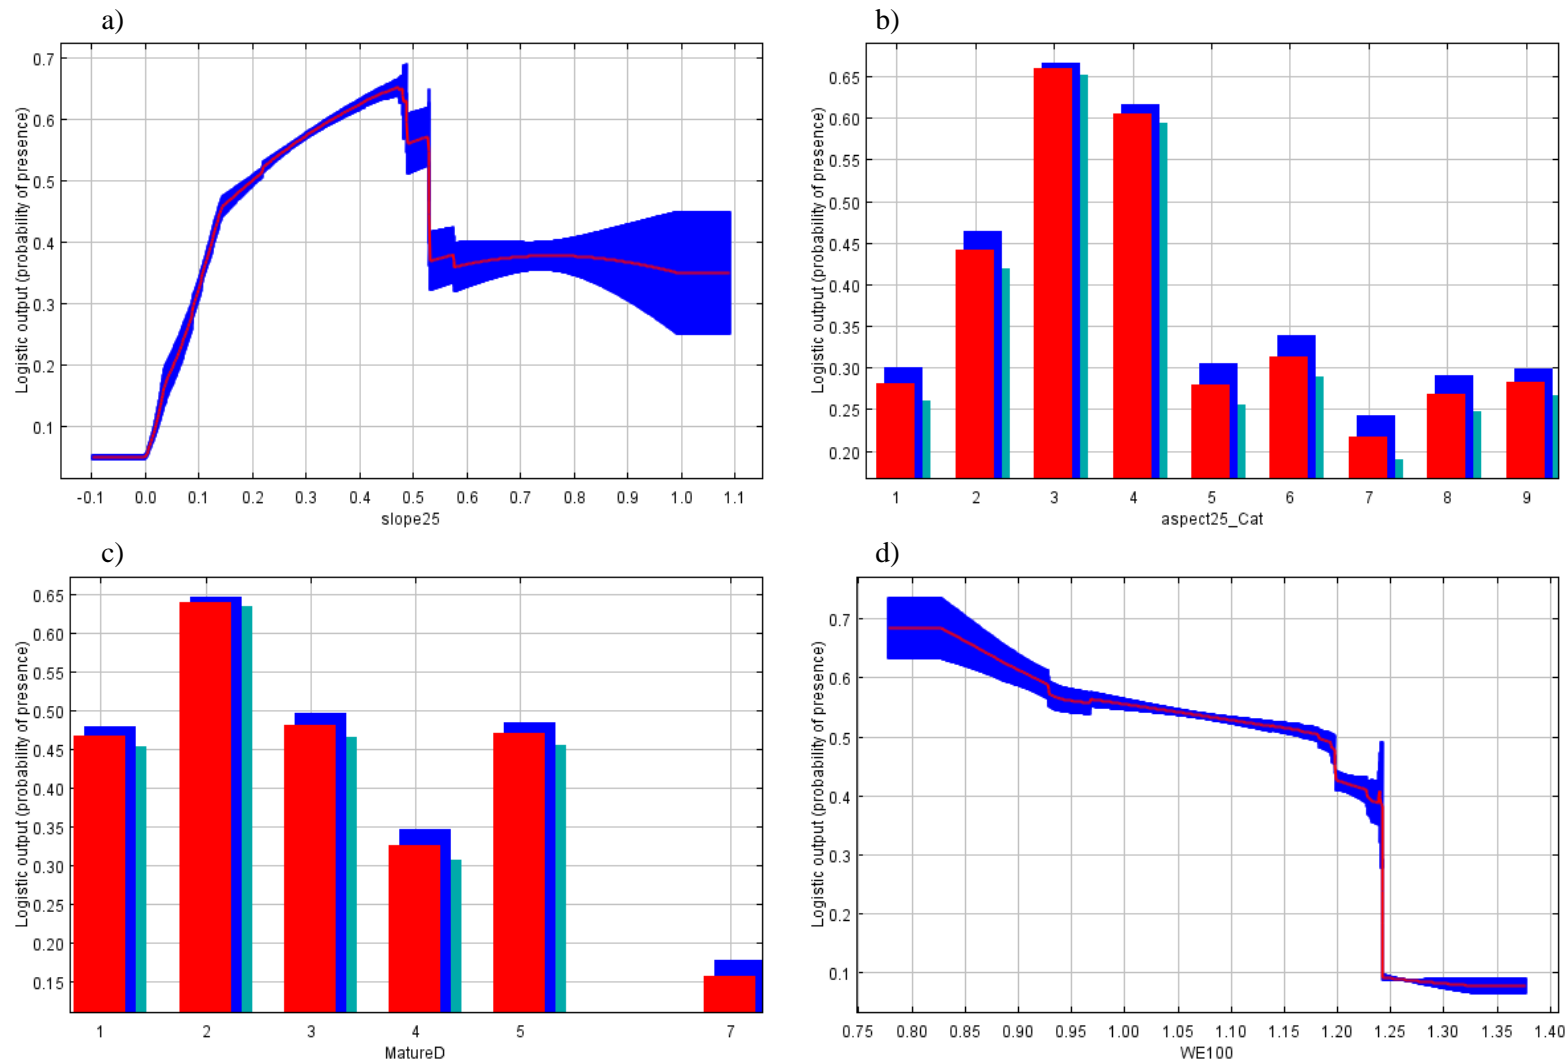 a)
Logistic output (probability of presence)
0.7
0.6
0.5
0.4
0.3
0.2
0.1
-0.1 0.0 0.1 0.2 0.3 0.4 0.5 0.6 0.7 0.8 0.9 1.0 1.1
slope25
b)
Logistic output (probability of presence)
0.65
0.60
0.55
0.50
0.45
0.40
0.35
0.30
0.25
0.20
1 2 3 4 5 6 7 8 9
aspect25_Cat
c)
Logistic output (probability of presence)
0.65
0.60
0.55
0.50
0.45
0.40
0.35
0.30
0.25
0.20
0.15
1 2 3 4 5 7
MatureD
d)
Logistic output (probability of presence)
0.7
0.6
0.5
0.4
0.3
0.2
0.1
0.75 0.80 0.85 0.90 0.95 1.00 1.05 1.10 1.15 1.20 1.25 1.30 1.35 1.40
WE100